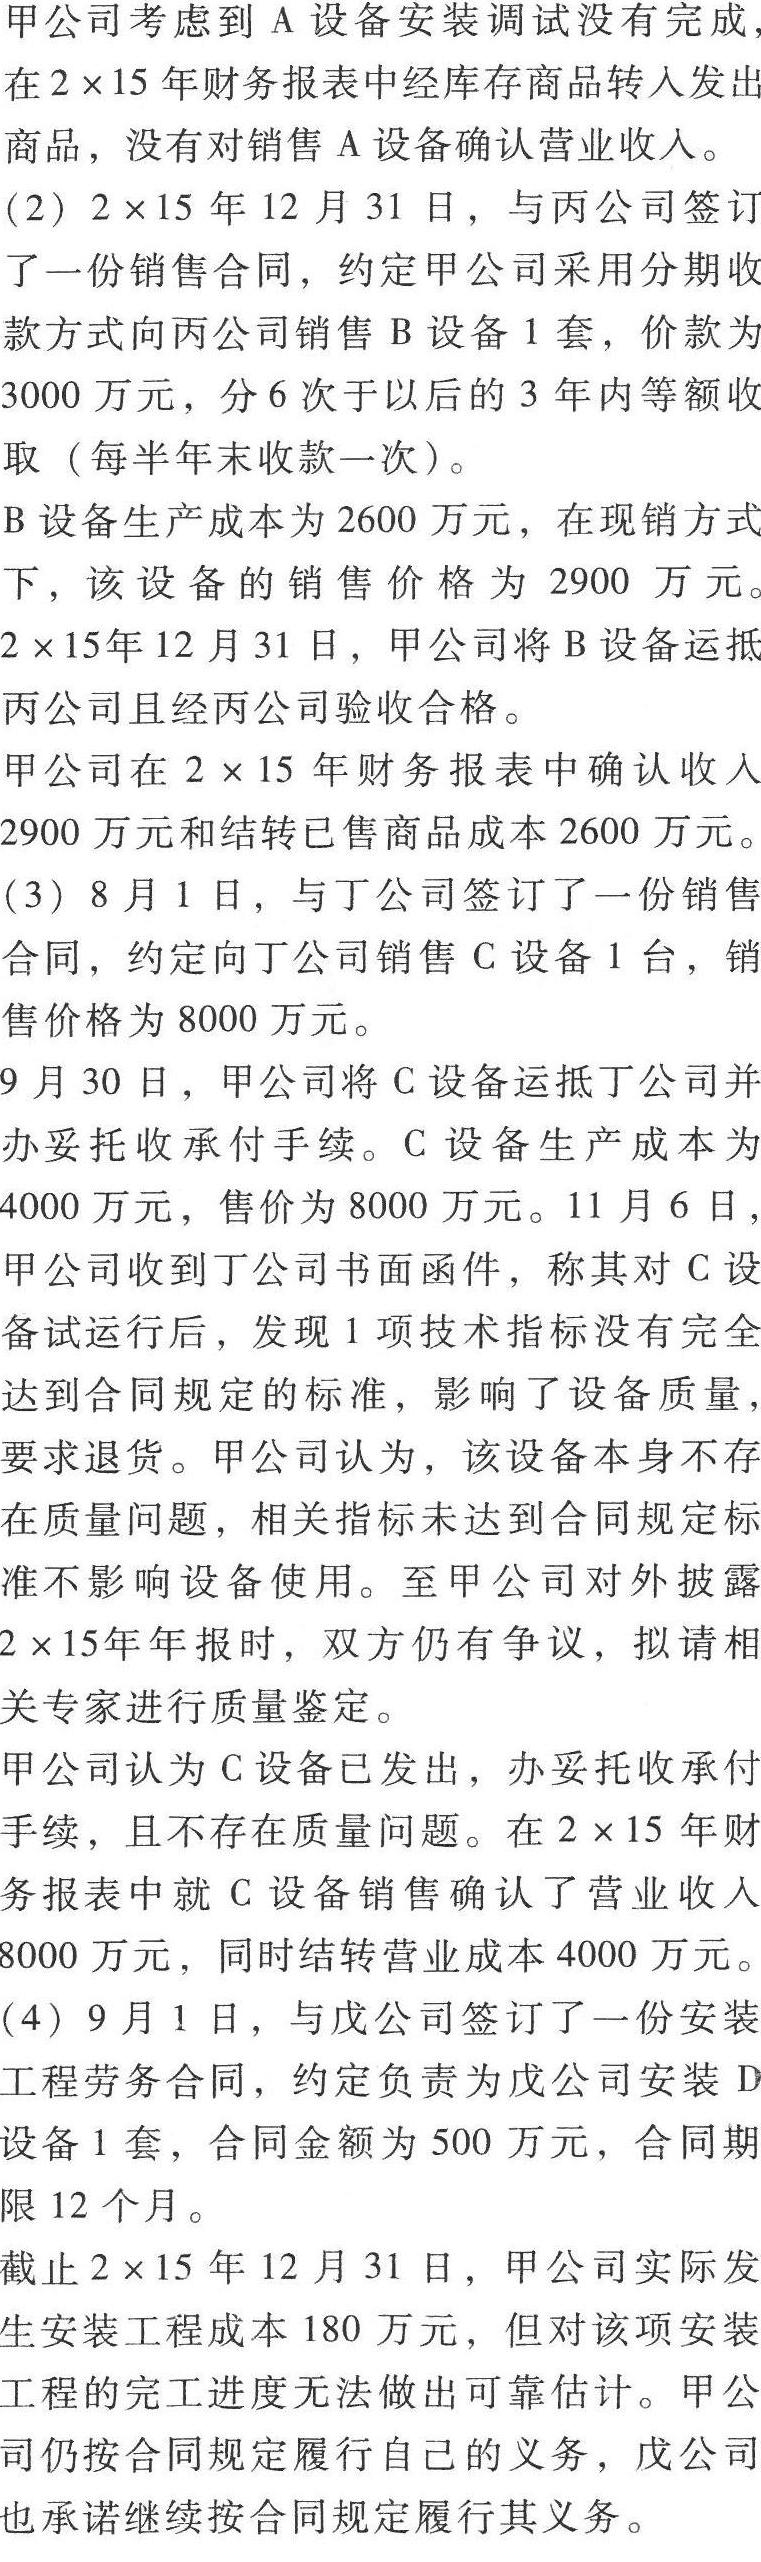 甲公司考虑到 A 设备安装调试没有完成，
在 2×15 年财务报表中经库存商品转入发出
商品，没有对销售 A 设备确认营业收入。
(2) 2×15 年 12 月 31 日，与丙公司签订
了一份销售合同，约定甲公司采用分期收
款方式向丙公司销售 B 设备 1 套，价款为
3000 万元，分 6 次于以后的 3 年内等额收
取（每半年末收款一次）。
B 设备生产成本为 2600 万元，在现销方式
下，该设备的销售价格为 2900 万元。
2×15年 12 月 31 日，甲公司将 B 设备运抵
丙公司且经丙公司验收合格。
甲公司在 2×15 年财务报表中确认收入
2900 万元和结转已售商品成本 2600 万元。
(3) 8 月 1 日，与丁公司签订了一份销售
合同，约定向丁公司销售 C 设备 1 台，销
售价格为 8000 万元。
9 月 30 日，甲公司将 C 设备运抵丁公司并
办妥托收承付手续。C 设备生产成本为
4000 万元，售价为 8000 万元。11 月 6 日，
甲公司收到丁公司书面函件，称其对 C 设
备试运行后，发现 1 项技术指标没有完全
达到合同规定的标准，影响了设备质量，
要求退货。甲公司认为，该设备本身不存
在质量问题，相关指标未达到合同规定标
准不影响设备使用。至甲公司对外披露
2×15年年报时，双方仍有争议，拟请相
关专家进行质量鉴定。
甲公司认为 C 设备已发出，办妥托收承付
手续，且不存在质量问题。在 2×15 年财
务报表中就 C 设备销售确认了营业收入
8000 万元，同时结转营业成本 4000 万元。
(4) 9 月 1 日，与戊公司签订了一份安装
工程劳务合同，约定负责为戊公司安装 D
设备 1 套，合同金额为 500 万元，合同期
限 12 个月。
截止 2×15 年 12 月 31 日，甲公司实际发
生安装工程成本 180 万元，但对该项安装
工程的完工进度无法做出可靠估计。甲公
司仍按合同规定履行自己的义务，戊公司
也承诺继续按合同规定履行其义务。